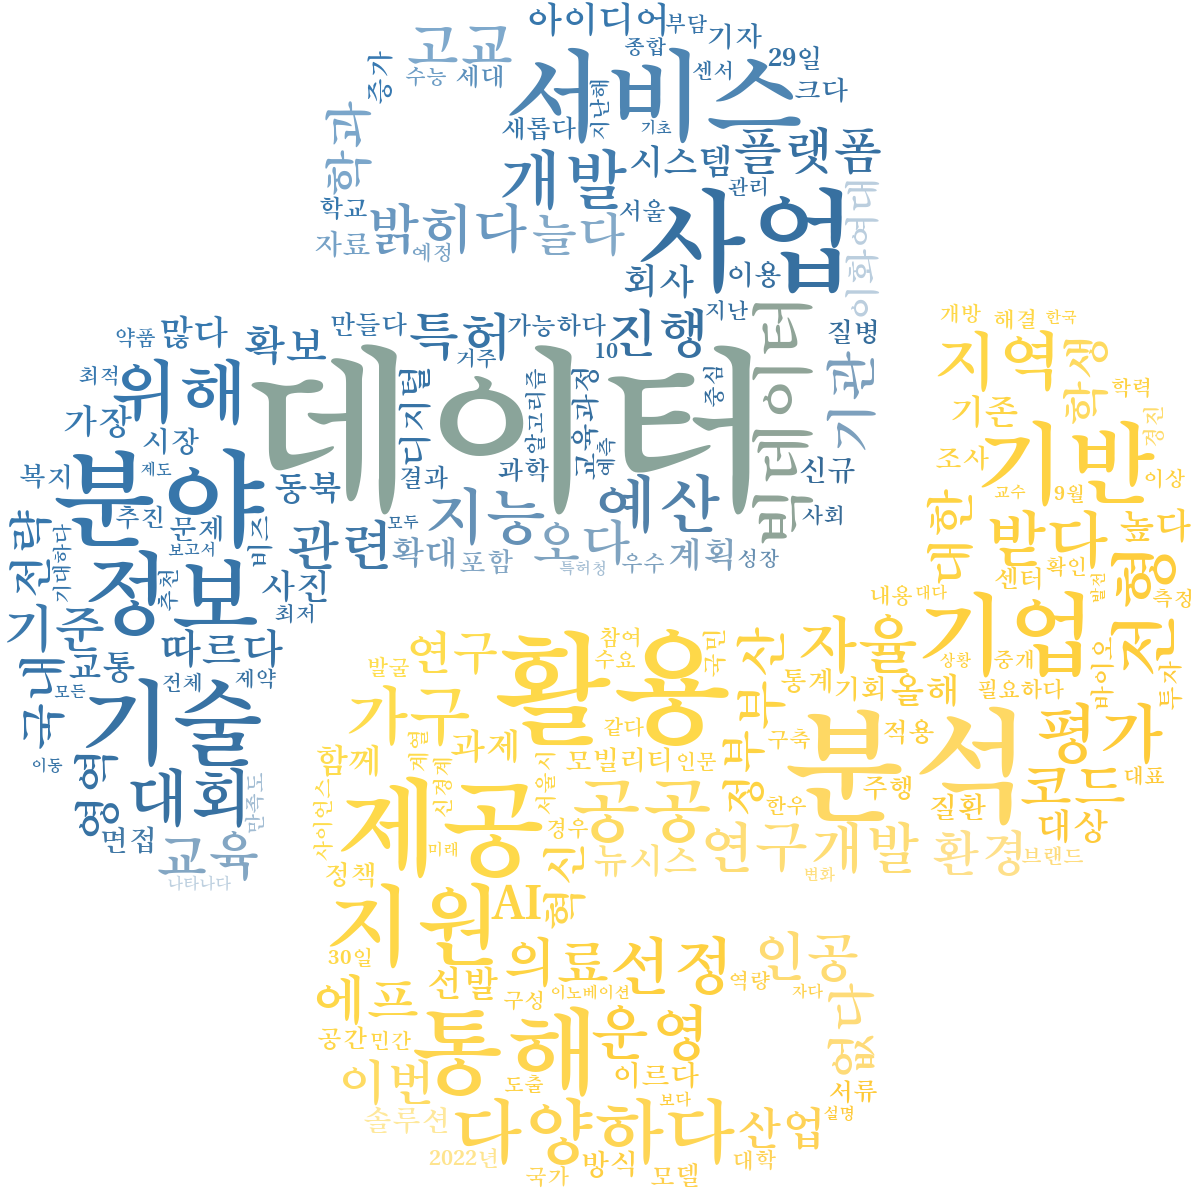 아이디어
부담
고교
종합
기자
29일
수능
세대
증가
서비스
센서
크다
지난해
새롭다
기초
학과
개발
시스템
플랫폼
관리
학교
밝히다
늘다
서울
사업
이화여대
자료
예정
회사
이용
약품
많다
확보
만들다
특허
가능하다
진행
지난
데이터
질병
10
거주
최적
위해
데이터
디지털
알고리즘
교육과정
예측
중심
기관
가장
시장
복지
제도
분야
동북
결과
과학
예산
빅데이터
신규
사회
전략
추진
문제
비즈
관련
모두
지능
오다
확대
포함
특허청
우수
계획
성장
기대하다
보고서
추천
정보
사진
최저
기준
따르다
국내
교통
모든
전체
제약
기술
이동
영역
대회
만족도
면접
교육
나타나다
개방
해결
한국
지역
학생
학력
기존
경진
조사
기반
이상
교수
9월
대한
받다
높다
센터
확인
전형
발전
측정
내용
대다
기업
자율
상황
중개
바이오
투자
필요하다
연구
참여
수요
국민
부산
발굴
활용
통계
기회
올해
가구
같다
구축
적용
평가
함께
계열
과제
모빌리티
인문
정부
분석
대표
코드
신경계
서울시
제공
공공
한우
주행
질환
대상
사이언스
경우
미래
정책
혁신
뉴시스
연구개발
변화
환경
브랜드
지원
AI
30일
의료
선정
인공
역량
자다
에프
선발
구성
이노베이션
없다
공간
민간
통해
운영
이번
도출
이르다
보다
서류
설명
솔루션
다양하다
산업
2022년
국가
방식
모델
대학